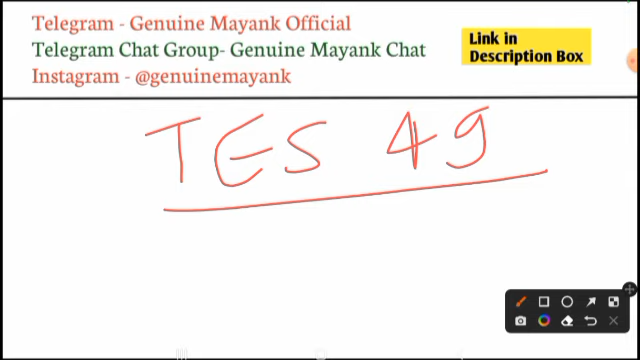 Telegram - Genuine Mayank Official
Telegram Chat Group- Genuine Mayank Chat
Instagram - @genuinemayank
Link in
Description Box
TES 49